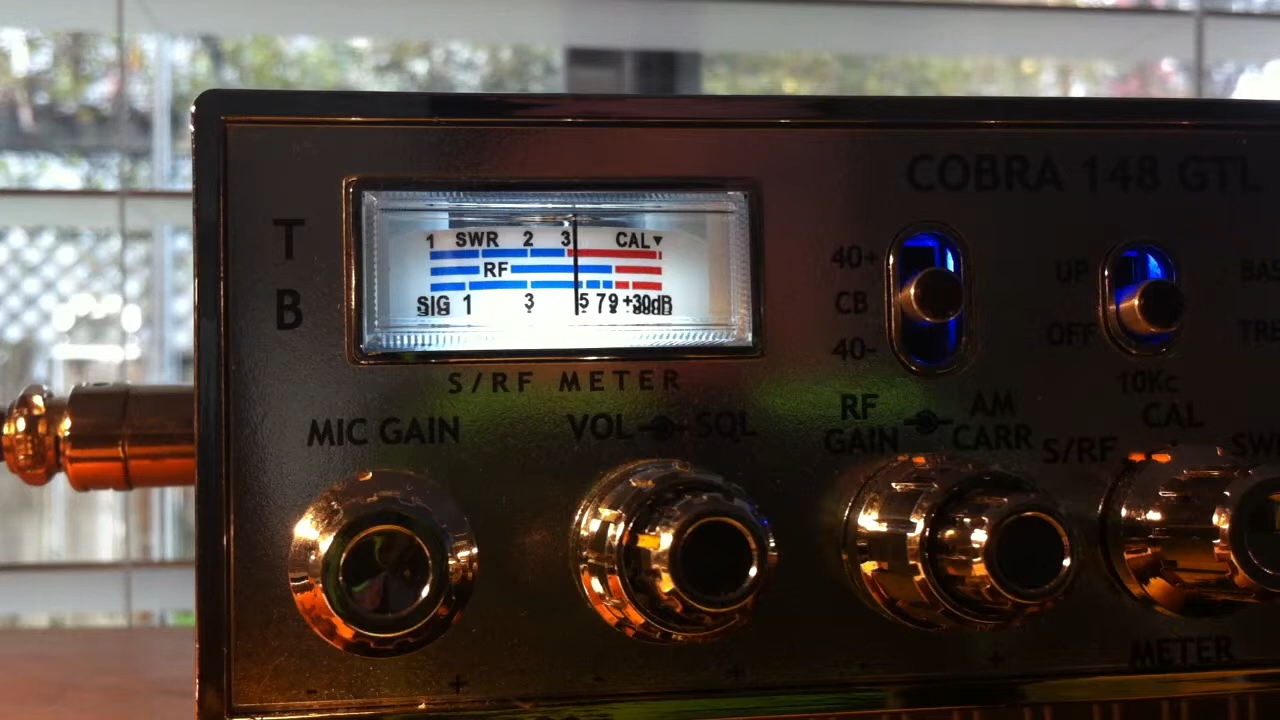 COBRA 148 GTL
T
B
1 SWR 2 3 CAL▼
RF
SIG 1 3 5 7 9 +30dB
S/RF METER
40+
CB
40-
UP
OFF
10Kc
MIC GAIN
VOL SQL
RF
GAIN
AM
CARR
CAL
S/RF
SW
METER
- +
- +
- +